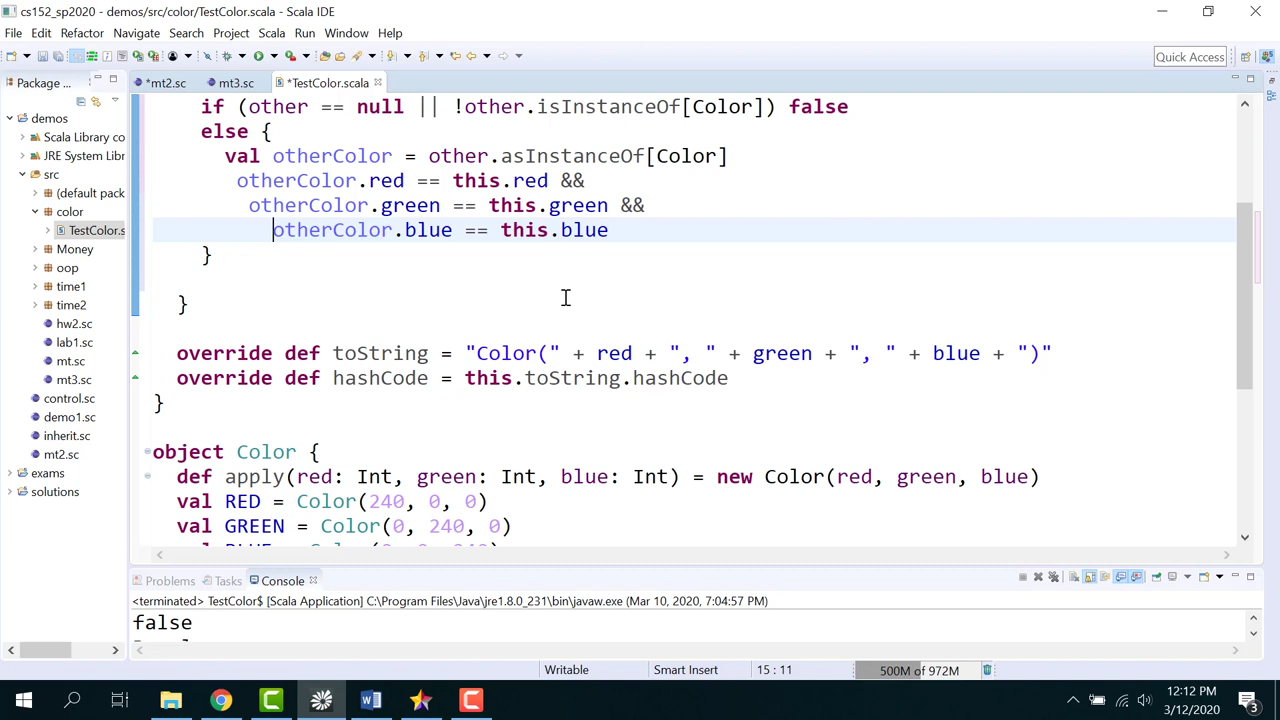 cs152_sp2020 - demos/src/color/TestColor.scala - Scala IDE
File Edit Refactor Navigate Search Project Scala Run Window Help
Quick Access
Package ...
*mt2.sc mt3.sc *TestColor.scala
demos
Scala Library co
JRE System Libr
src
(default pack
color
TestColor.s
Money
oop
time1
time2
hw2.sc
lab1.sc
mt.sc
mt3.sc
control.sc
demo1.sc
inherit.sc
mt2.sc
exams
solutions
if (other == null || !other.isInstanceOf[Color]) false
else {
val otherColor = other.asInstanceOf[Color]
otherColor.red == this.red &&
otherColor.green == this.green &&
otherColor.blue == this.blue
}
}
override def toString = "Color(" + red + ", " + green + ", " + blue + ")"
override def hashCode = this.toString.hashCode
}
object Color {
def apply(red: Int, green: Int, blue: Int) = new Color(red, green, blue)
val RED = Color(240, 0, 0)
val GREEN = Color(0, 240, 0)
Problems Tasks Console
<terminated> TestColor$ [Scala Application] C:\Program Files\Java\jre1.8.0_231\bin\javaw.exe (Mar 10, 2020, 7:04:57 PM)
false
Writable Smart Insert 15 : 11 500M of 972M
12:12 PM
3/12/2020
3